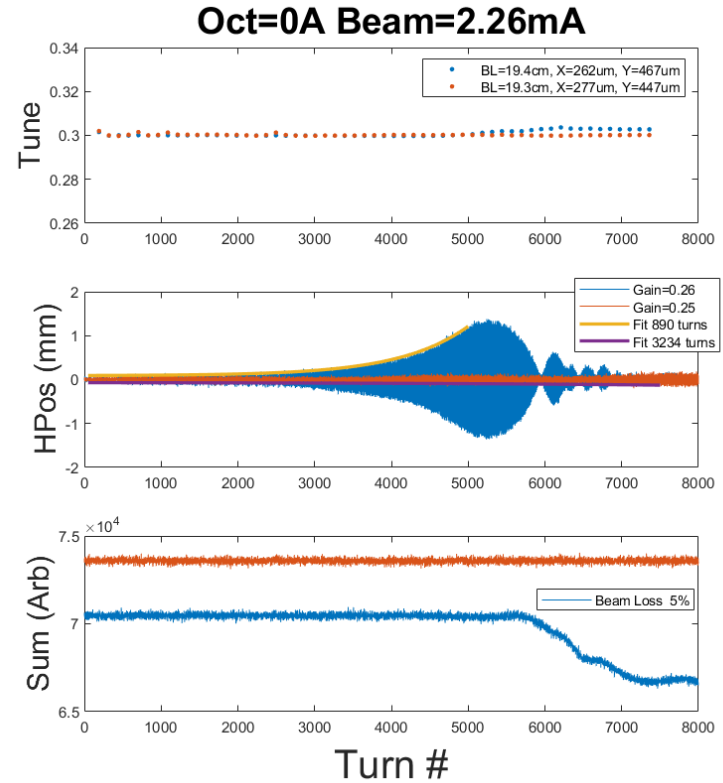 Oct=0A Beam=2.26mA
0.34
0.32
0.3
0.28
0.26
Tune
BL=19.4cm, X=262um, Y=467um
BL=19.3cm, X=277um, Y=447um
0 1000 2000 3000 4000 5000 6000 7000 8000
2
1
0
-1
-2
HPos (mm)
Gain=0.26
Gain=0.25
Fit 890 turns
Fit 3234 turns
0 1000 2000 3000 4000 5000 6000 7000 8000
×10^4
7.5
7
6.5
Sum (Arb)
Beam Loss 5%
0 1000 2000 3000 4000 5000 6000 7000 8000
Turn #